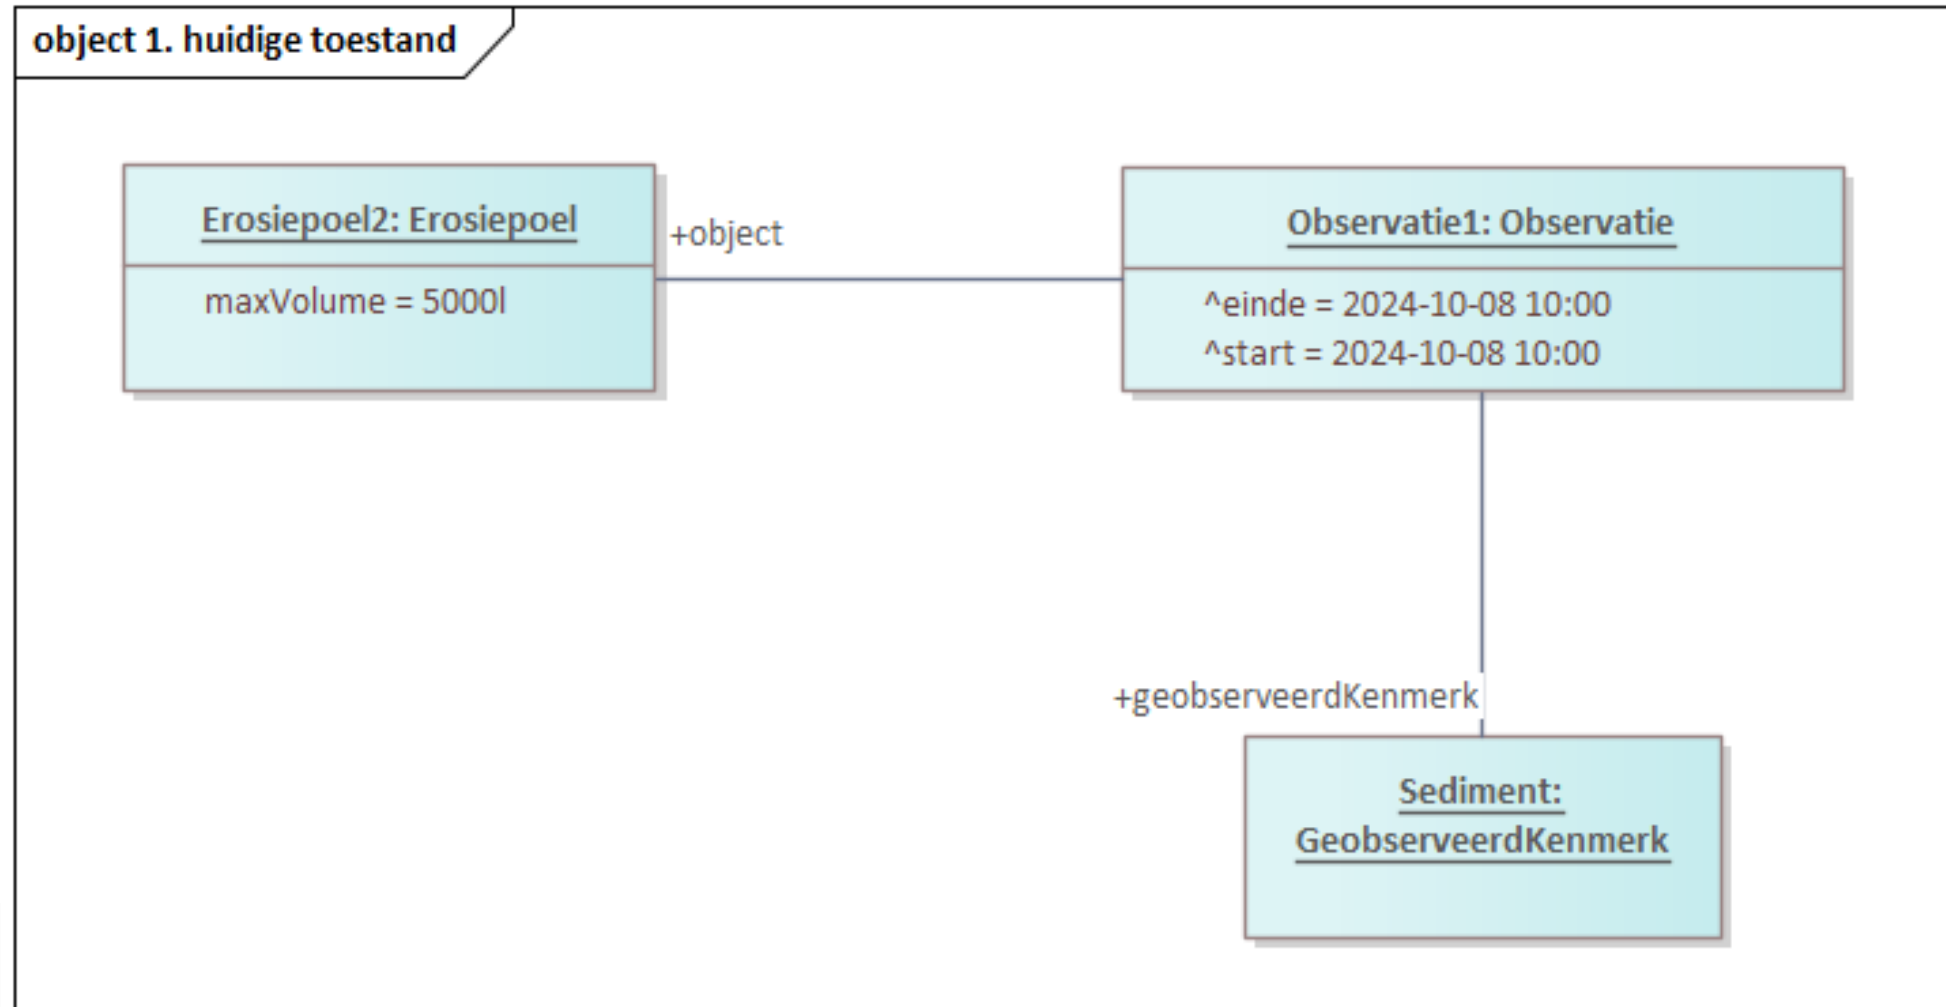 object 1. huidige toestand
Erosiepoel2: Erosiepoel
maxVolume = 5000l
+object
Observatie1: Observatie
^einde = 2024-10-08 10:00
^start = 2024-10-08 10:00
+geobserveerdKenmerk
Sediment:
GeobserveerdKenmerk